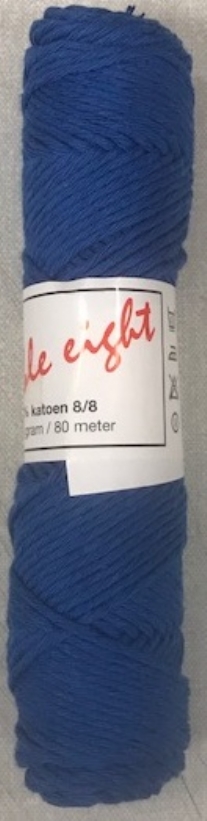 le eight
% katoen 8/8
gram / 80 meter